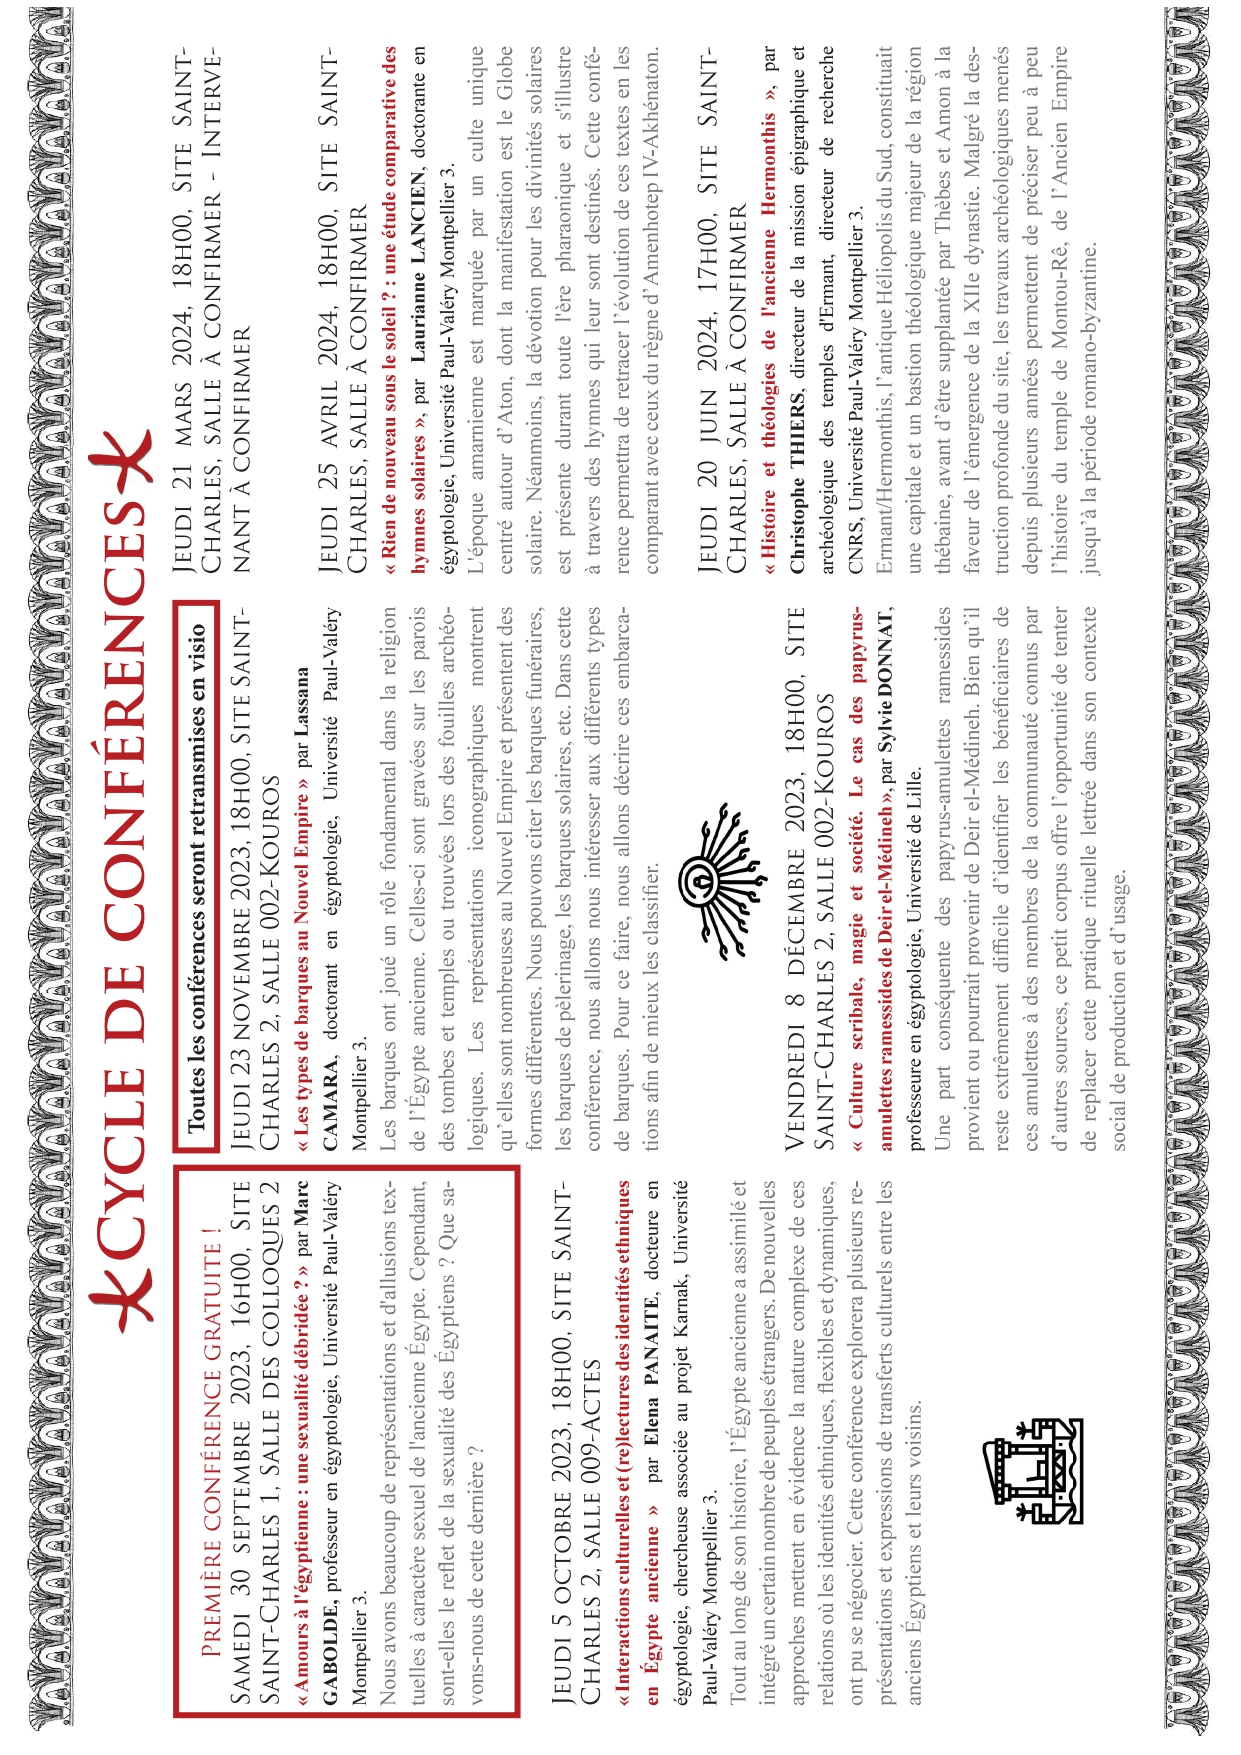 Cycle de conférences
Première conférence gratuite !
Samedi 30 septembre 2023, 16h00, Site
Saint-Charles 1, Salle des colloques 2
« Amours à l'égyptienne : une sexualité débridée ? » par Marc
GABOLDE, professeur en égyptologie, Université Paul-Valéry
Montpellier 3.
Nous avons beaucoup de représentations et d'allusions tex-
tuelles à caractère sexuel de l'ancienne Égypte. Cependant,
sont-elles le reflet de la sexualité des Égyptiens ? Que sa-
vons-nous de cette dernière ?
Jeudi 5 octobre 2023, 18h00, Site Saint-
Charles 2, salle 009-Actes
« Interactions culturelles et (re)lectures des identités ethniques
en Égypte ancienne » par Elena PANAITE, docteure en
égyptologie, chercheuse associée au projet Karnak, Université
Paul-Valéry Montpellier 3.
Tout au long de son histoire, l’Égypte ancienne a assimilé et
intégré un certain nombre de peuples étrangers. De nouvelles
approches mettent en évidence la nature complexe de ces
relations où les identités ethniques, flexibles et dynamiques,
ont pu se négocier. Cette conférence explorera plusieurs re-
présentations et expressions de transferts culturels entre les
anciens Égyptiens et leurs voisins.
Toutes les conférences seront retransmises en visio
Jeudi 23 novembre 2023, 18h00, Site Saint-
Charles 2, salle 002-Kouros
« Les types de barques au Nouvel Empire » par Lassana
CAMARA, doctorant en égyptologie, Université Paul-Valéry
Montpellier 3.
Les barques ont joué un rôle fondamental dans la religion
de l’Égypte ancienne. Celles-ci sont gravées sur les parois
des tombes et temples ou trouvées lors des fouilles archéo-
logiques. Les représentations iconographiques montrent
qu’elles sont nombreuses au Nouvel Empire et présentent des
formes différentes. Nous pouvons citer les barques funéraires,
les barques de pèlerinage, les barques solaires, etc. Dans cette
conférence, nous allons nous intéresser aux différents types
de barques. Pour ce faire, nous allons décrire ces embarca-
tions afin de mieux les classifier.
Vendredi 8 décembre 2023, 18h00, Site
Saint-Charles 2, salle 002-Kouros
« Culture scribale, magie et société. Le cas des papyrus-
amulettes ramessides de Deir el-Médineh », par Sylvie DONNAT,
professeure en égyptologie, Université de Lille.
Une part conséquente des papyrus-amulettes ramessides
provient ou pourrait provenir de Deir el-Médineh. Bien qu’il
reste extrêmement difficile d’identifier les bénéficiaires de
ces amulettes à des membres de la communauté connus par
d’autres sources, ce petit corpus offre l’opportunité de tenter
de replacer cette pratique rituelle lettrée dans son contexte
social de production et d’usage.
Jeudi 21 mars 2024, 18h00, Site Saint-
Charles, salle à confirmer - Interve-
nant à confirmer
Jeudi 25 avril 2024, 18h00, Site Saint-
Charles, salle à confirmer
« Rien de nouveau sous le soleil ? : une étude comparative des
hymnes solaires », par Laurianne LANCIEN, doctorante en
égyptologie, Université Paul-Valéry Montpellier 3.
L'époque amarnienne est marquée par un culte unique
centré autour d’Aton, dont la manifestation est le Globe
solaire. Néanmoins, la dévotion pour les divinités solaires
est présente durant toute l'ère pharaonique et s'illustre
à travers des hymnes qui leur sont destinés. Cette confé-
rence permettra de retracer l’évolution de ces textes en les
comparant avec ceux du règne d’Amenhotep IV-Akhénaton.
Jeudi 20 juin 2024, 17h00, Site Saint-
Charles, Salle à confirmer
« Histoire et théologies de l'ancienne Hermonthis », par
Christophe THIERS, directeur de la mission épigraphique et
archéologique des temples d'Ermant, directeur de recherche
CNRS, Université Paul-Valéry Montpellier 3.
Ermant/Hermonthis, l’antique Héliopolis du Sud, constituait
une capitale et un bastion théologique majeur de la région
thébaine, avant d’être supplantée par Thèbes et Amon à la
faveur de l’émergence de la XIIe dynastie. Malgré la des-
truction profonde du site, les travaux archéologiques menés
depuis plusieurs années permettent de préciser peu à peu
l’histoire du temple de Montou-Rê, de l’Ancien Empire
jusqu’à la période romano-byzantine.